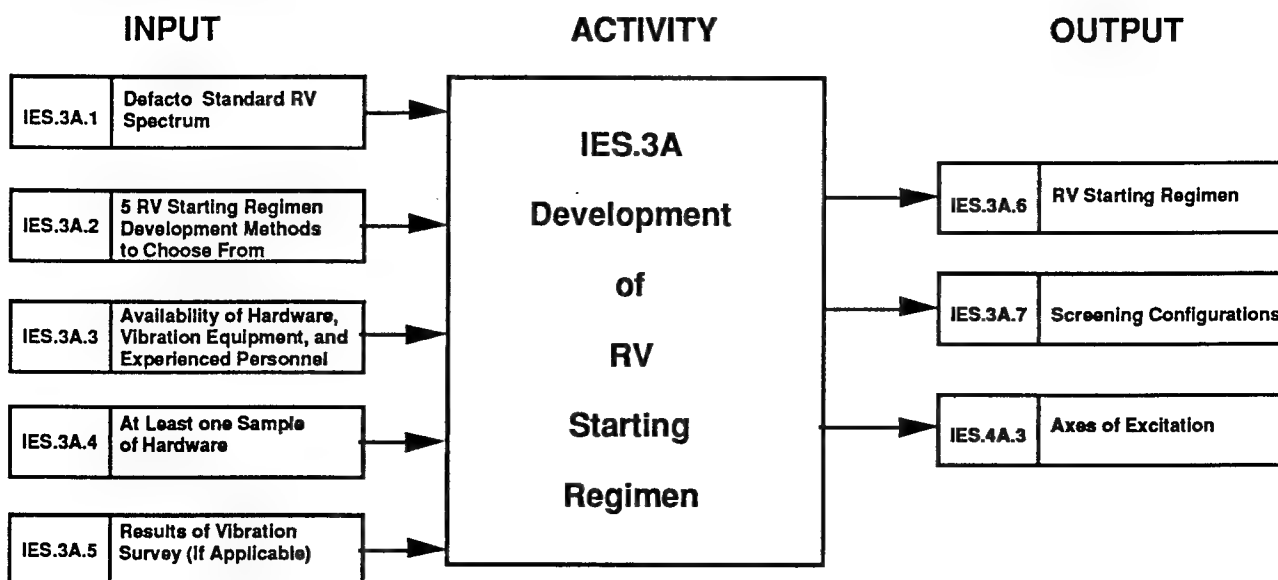 INPUT
ACTIVITY
OUTPUT
IES.3A.1
Defacto Standard RV
Spectrum
IES.3A.2
5 RV Starting Regimen
Development Methods
to Choose From
IES.3A.3
Availability of Hardware,
Vibration Equipment, and
Experienced Personnel
IES.3A.4
At Least one Sample
of Hardware
IES.3A.5
Results of Vibration
Survey (If Applicable)
IES.3A
Development
of
RV
Starting
Regimen
IES.3A.6
RV Starting Regimen
IES.3A.7
Screening Configurations
IES.4A.3
Axes of Excitation